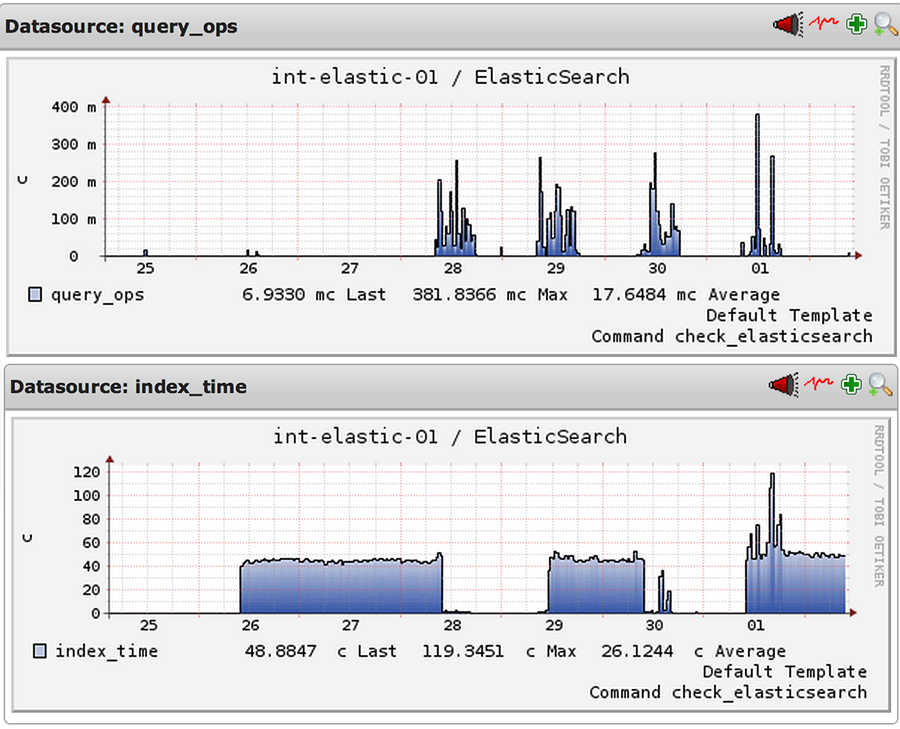 Datasource: query_ops
int-elastic-01 / ElasticSearch
RRDTOOL / TOBI OETIKER
400 m
300 m
200 m
100 m
0
c
25 26 27 28 29 30 01
query_ops 6.9330 mc Last 381.8366 mc Max 17.6484 mc Average
Default Template
Command check_elasticsearch
Datasource: index_time
int-elastic-01 / ElasticSearch
RRDTOOL / TOBI OETIKER
120
100
80
60
40
20
0
c
25 26 27 28 29 30 01
index_time 48.8847 c Last 119.3451 c Max 26.1244 c Average
Default Template
Command check_elasticsearch